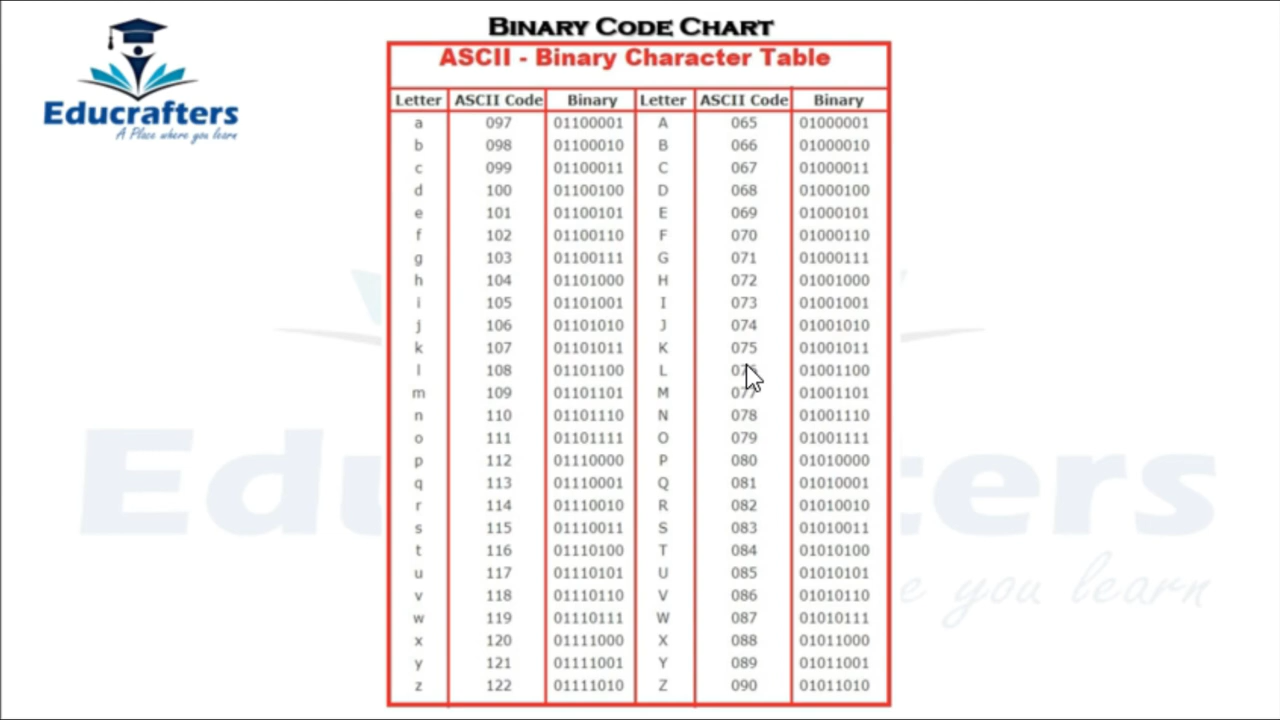 BINARY CODE CHART
Educrafters
A Place where you learn
ASCII - Binary Character Table
Letter ASCII Code Binary Letter ASCII Code Binary
a 097 01100001 A 065 01000001
b 098 01100010 B 066 01000010
c 099 01100011 C 067 01000011
d 100 01100100 D 068 01000100
e 101 01100101 E 069 01000101
f 102 01100110 F 070 01000110
g 103 01100111 G 071 01000111
h 104 01101000 H 072 01001000
i 105 01101001 I 073 01001001
j 106 01101010 J 074 01001010
k 107 01101011 K 075 01001011
l 108 01101100 L 01001100
m 109 01101101 M 077 01001101
n 110 01101110 N 078 01001110
o 111 01101111 O 079 01001111
p 112 01110000 P 080 01010000
q 113 01110001 Q 081 01010001
r 114 01110010 R 082 01010010
s 115 01110011 S 083 01010011
t 116 01110100 T 084 01010100
u 117 01110101 U 085 01010101
v 118 01110110 V 086 01010110
w 119 01110111 W 087 01010111
x 120 01111000 X 088 01011000
y 121 01111001 Y 089 01011001
z 122 01111010 Z 090 01011010